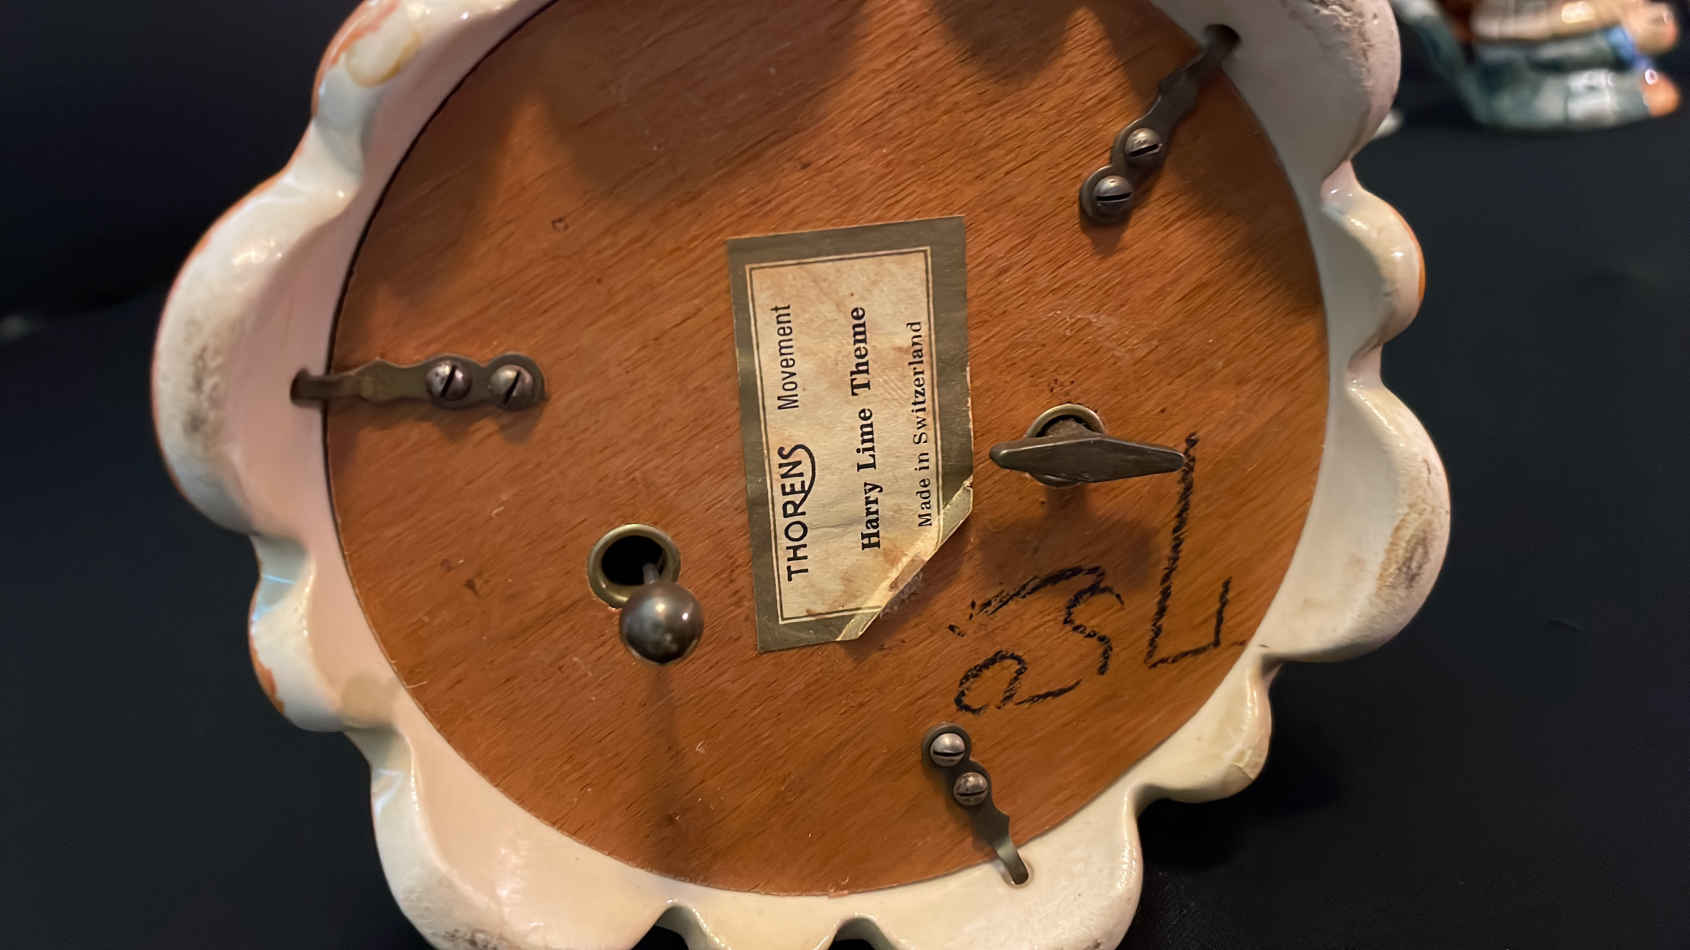 THORENS Movement
Harry Lime Theme
Made in Switzerland